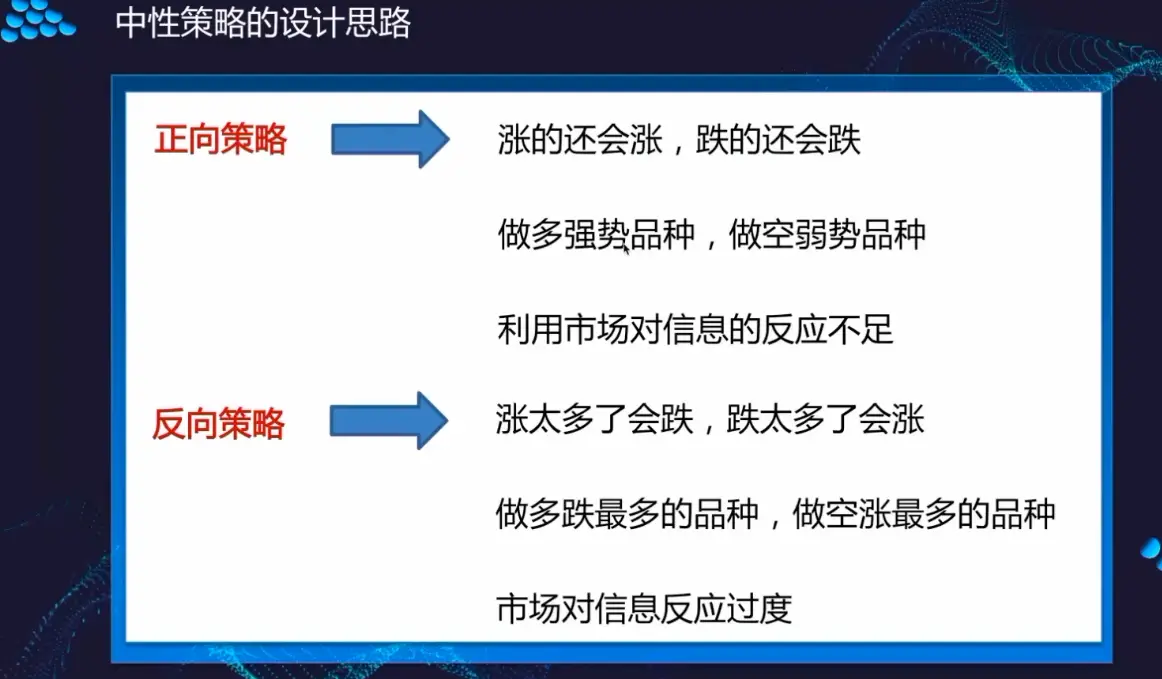 中性策略的设计思路
正向策略
涨的还会涨，跌的还会跌
做多强势品种，做空弱势品种
利用市场对信息的反应不足
反向策略
涨太多了会跌，跌太多了会涨
做多跌最多的品种，做空涨最多的品种
市场对信息反应过度